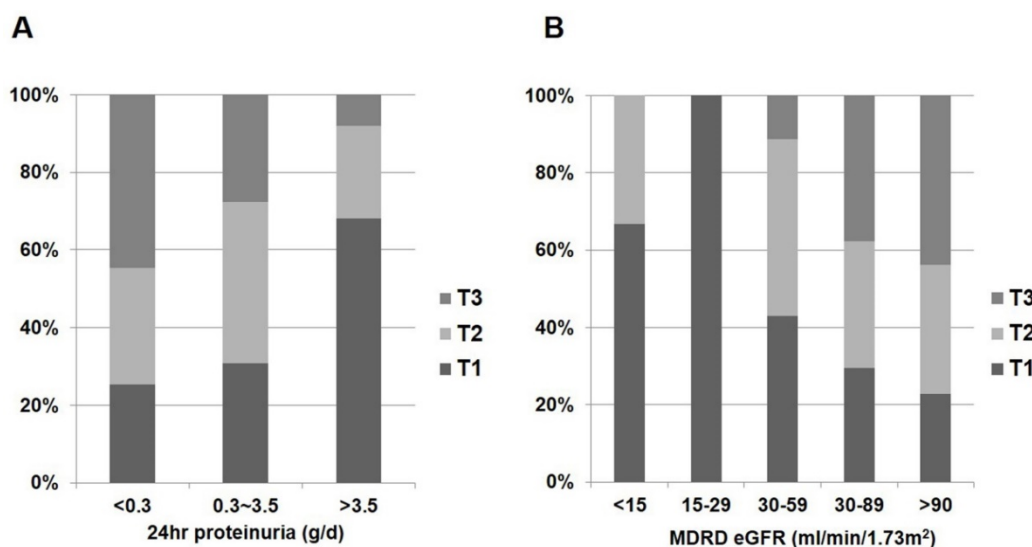 A
100%
80%
60%
40%
20%
0%
<0.3 0.3~3.5 >3.5
24hr proteinuria (g/d)
T3
T2
T1
B
100%
80%
60%
40%
20%
0%
<15 15-29 30-59 30-89 >90
MDRD eGFR (ml/min/1.73m²)
T3
T2
T1